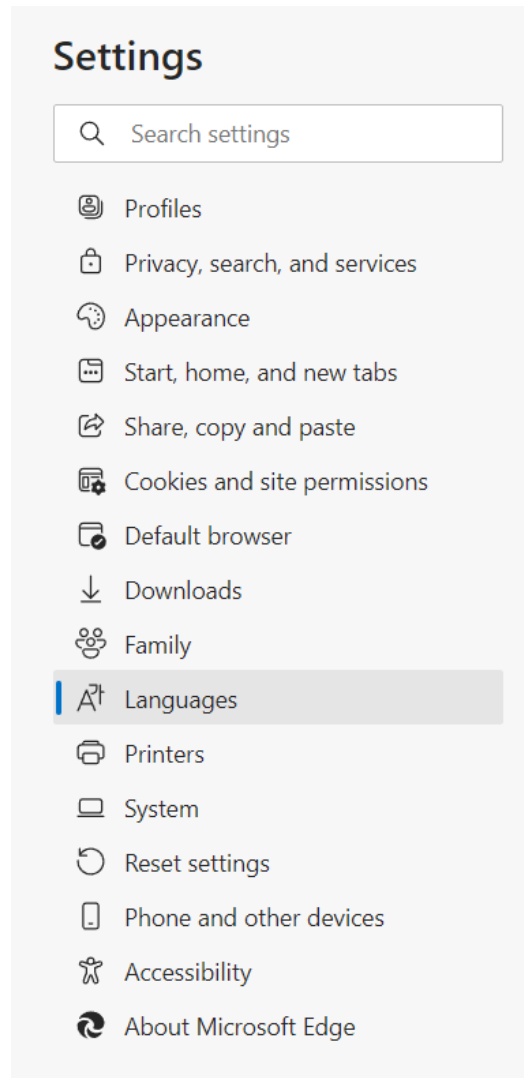 Settings
Search settings
Profiles
Privacy, search, and services
Appearance
Start, home, and new tabs
Share, copy and paste
Cookies and site permissions
Default browser
Downloads
Family
Languages
Printers
System
Reset settings
Phone and other devices
Accessibility
About Microsoft Edge